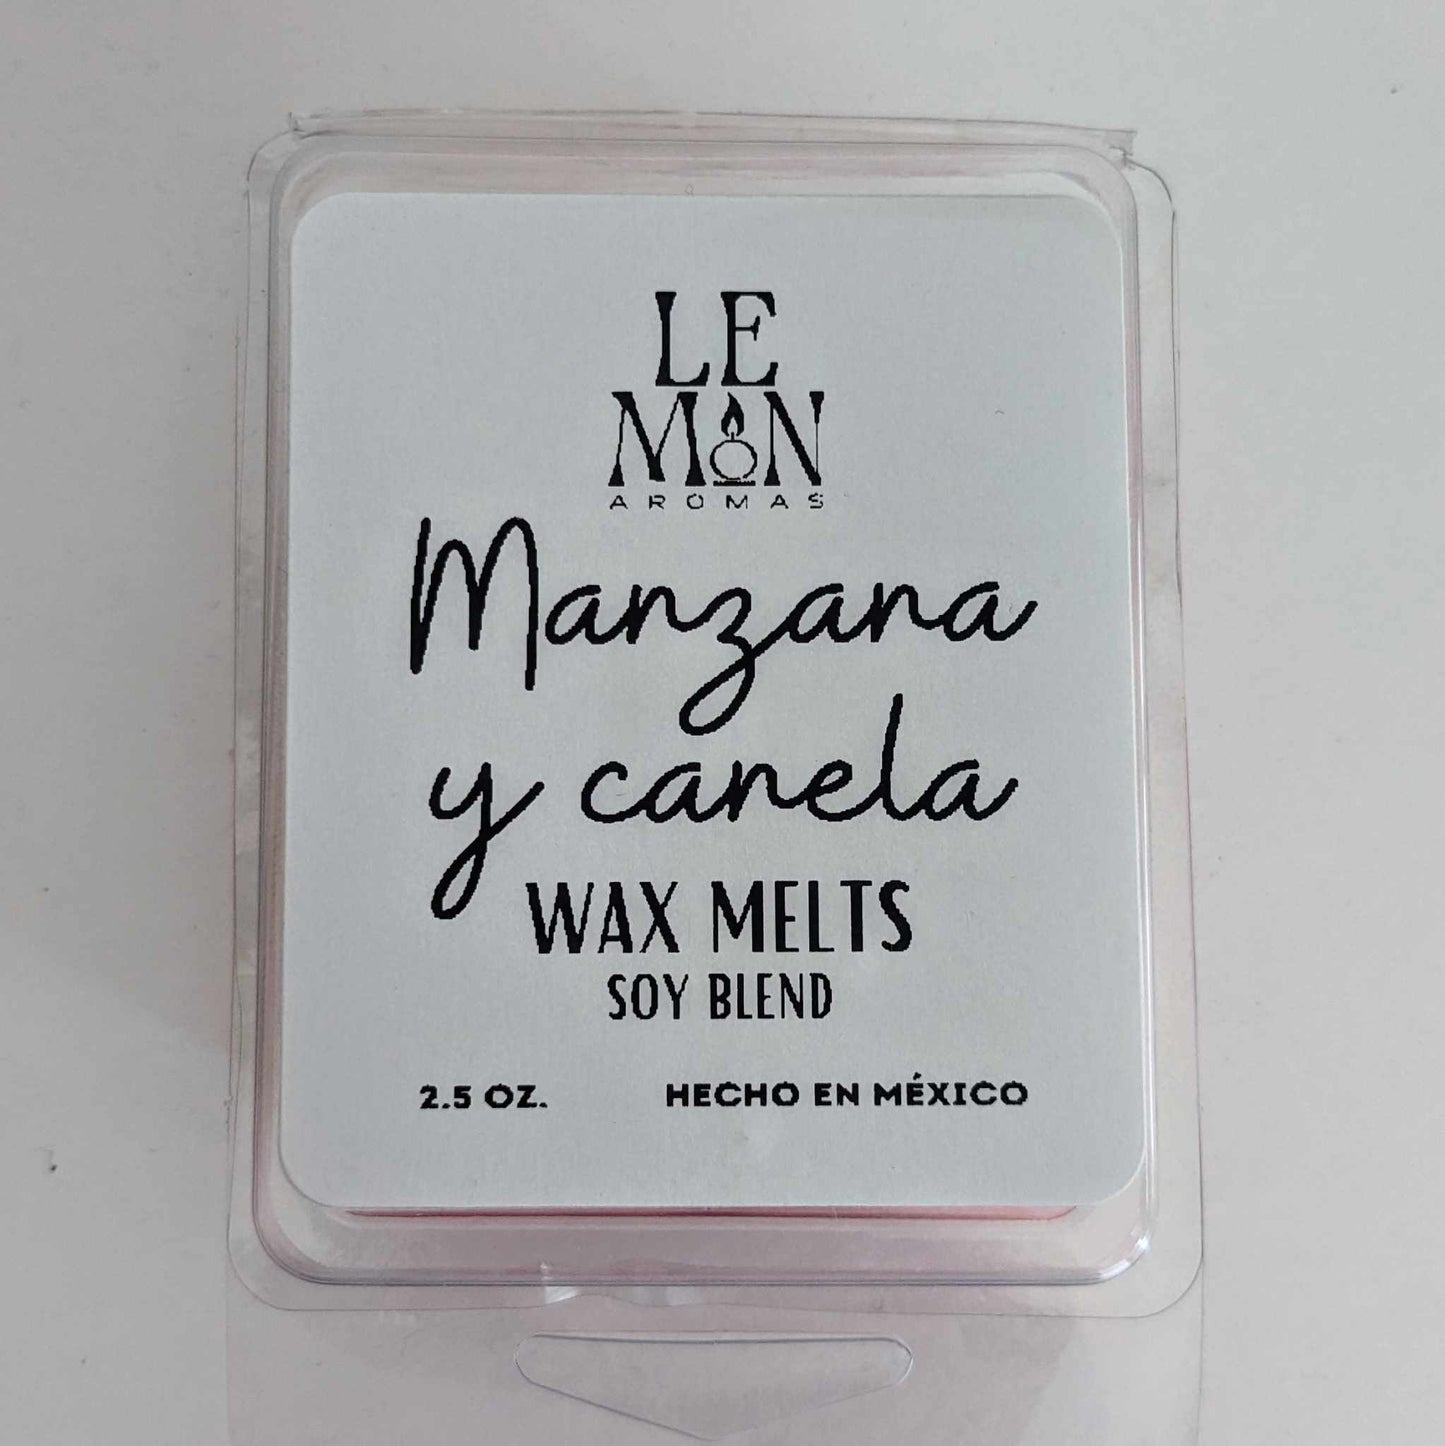 LE
MON
AROMAS
Manzana
y canela
WAX MELTS
SOY BLEND
2.5 OZ. HECHO EN MÉXICO